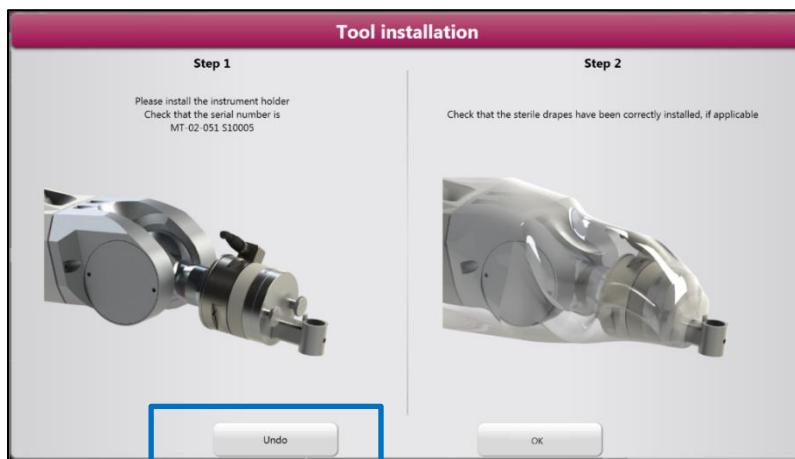 Tool installation
Step 1
Please install the instrument holder
Check that the serial number is
MT-02-051 S10005
Step 2
Check that the sterile drapes have been correctly installed, if applicable
Undo
OK